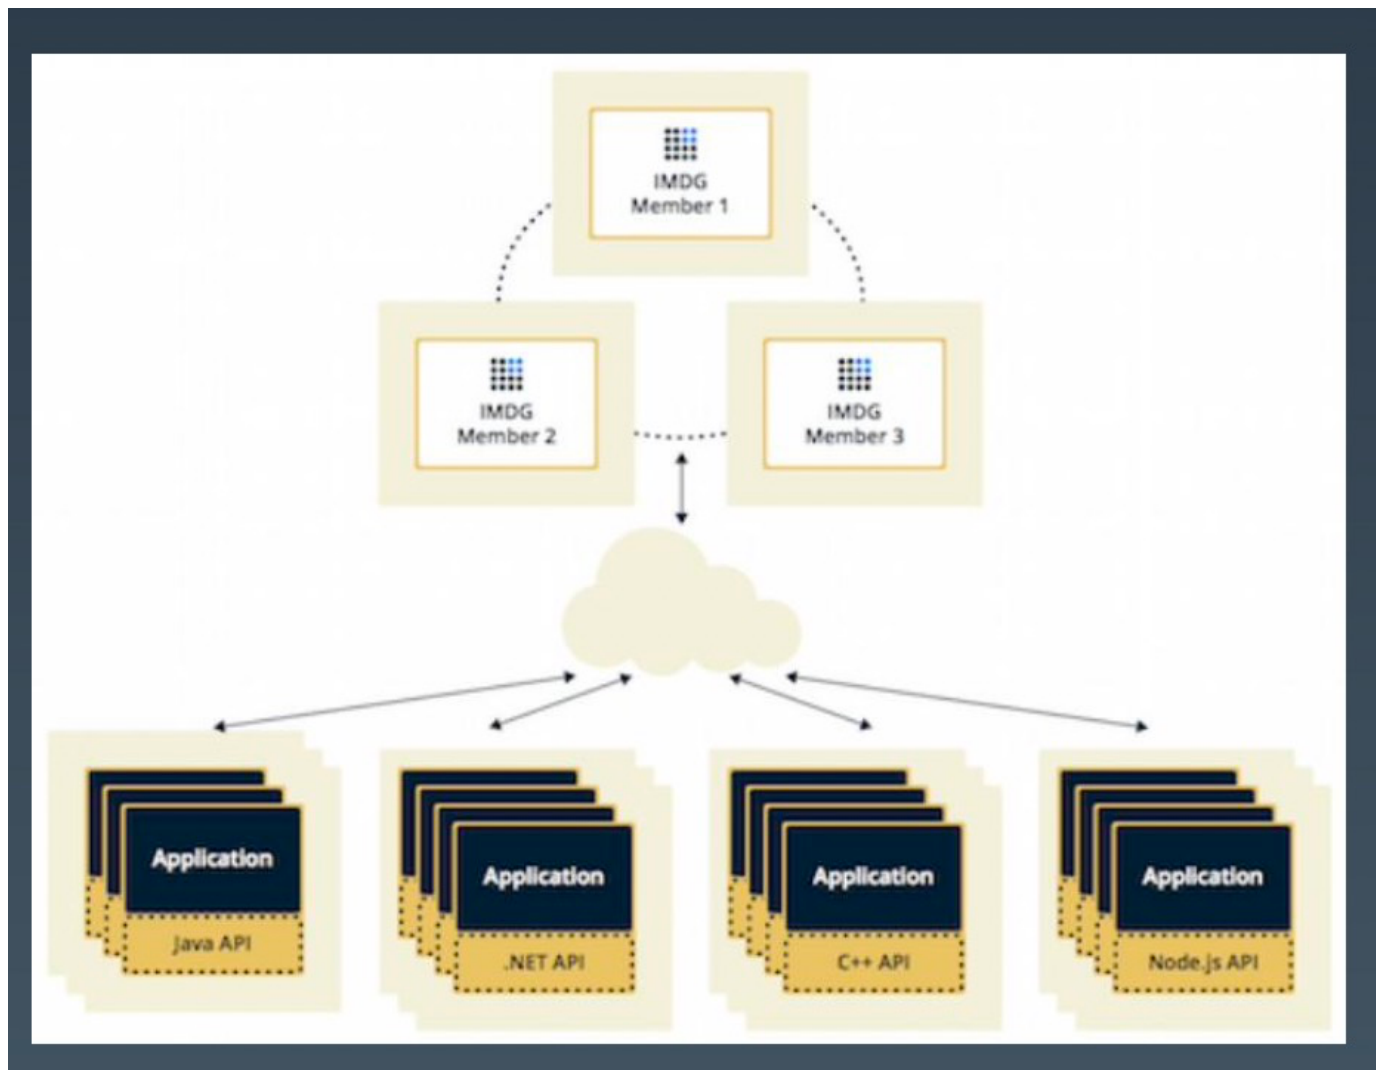 IMDG
Member 1
IMDG
Member 2
IMDG
Member 3
Application
Java API
Application
.NET API
Application
C++ API
Application
Node.js API